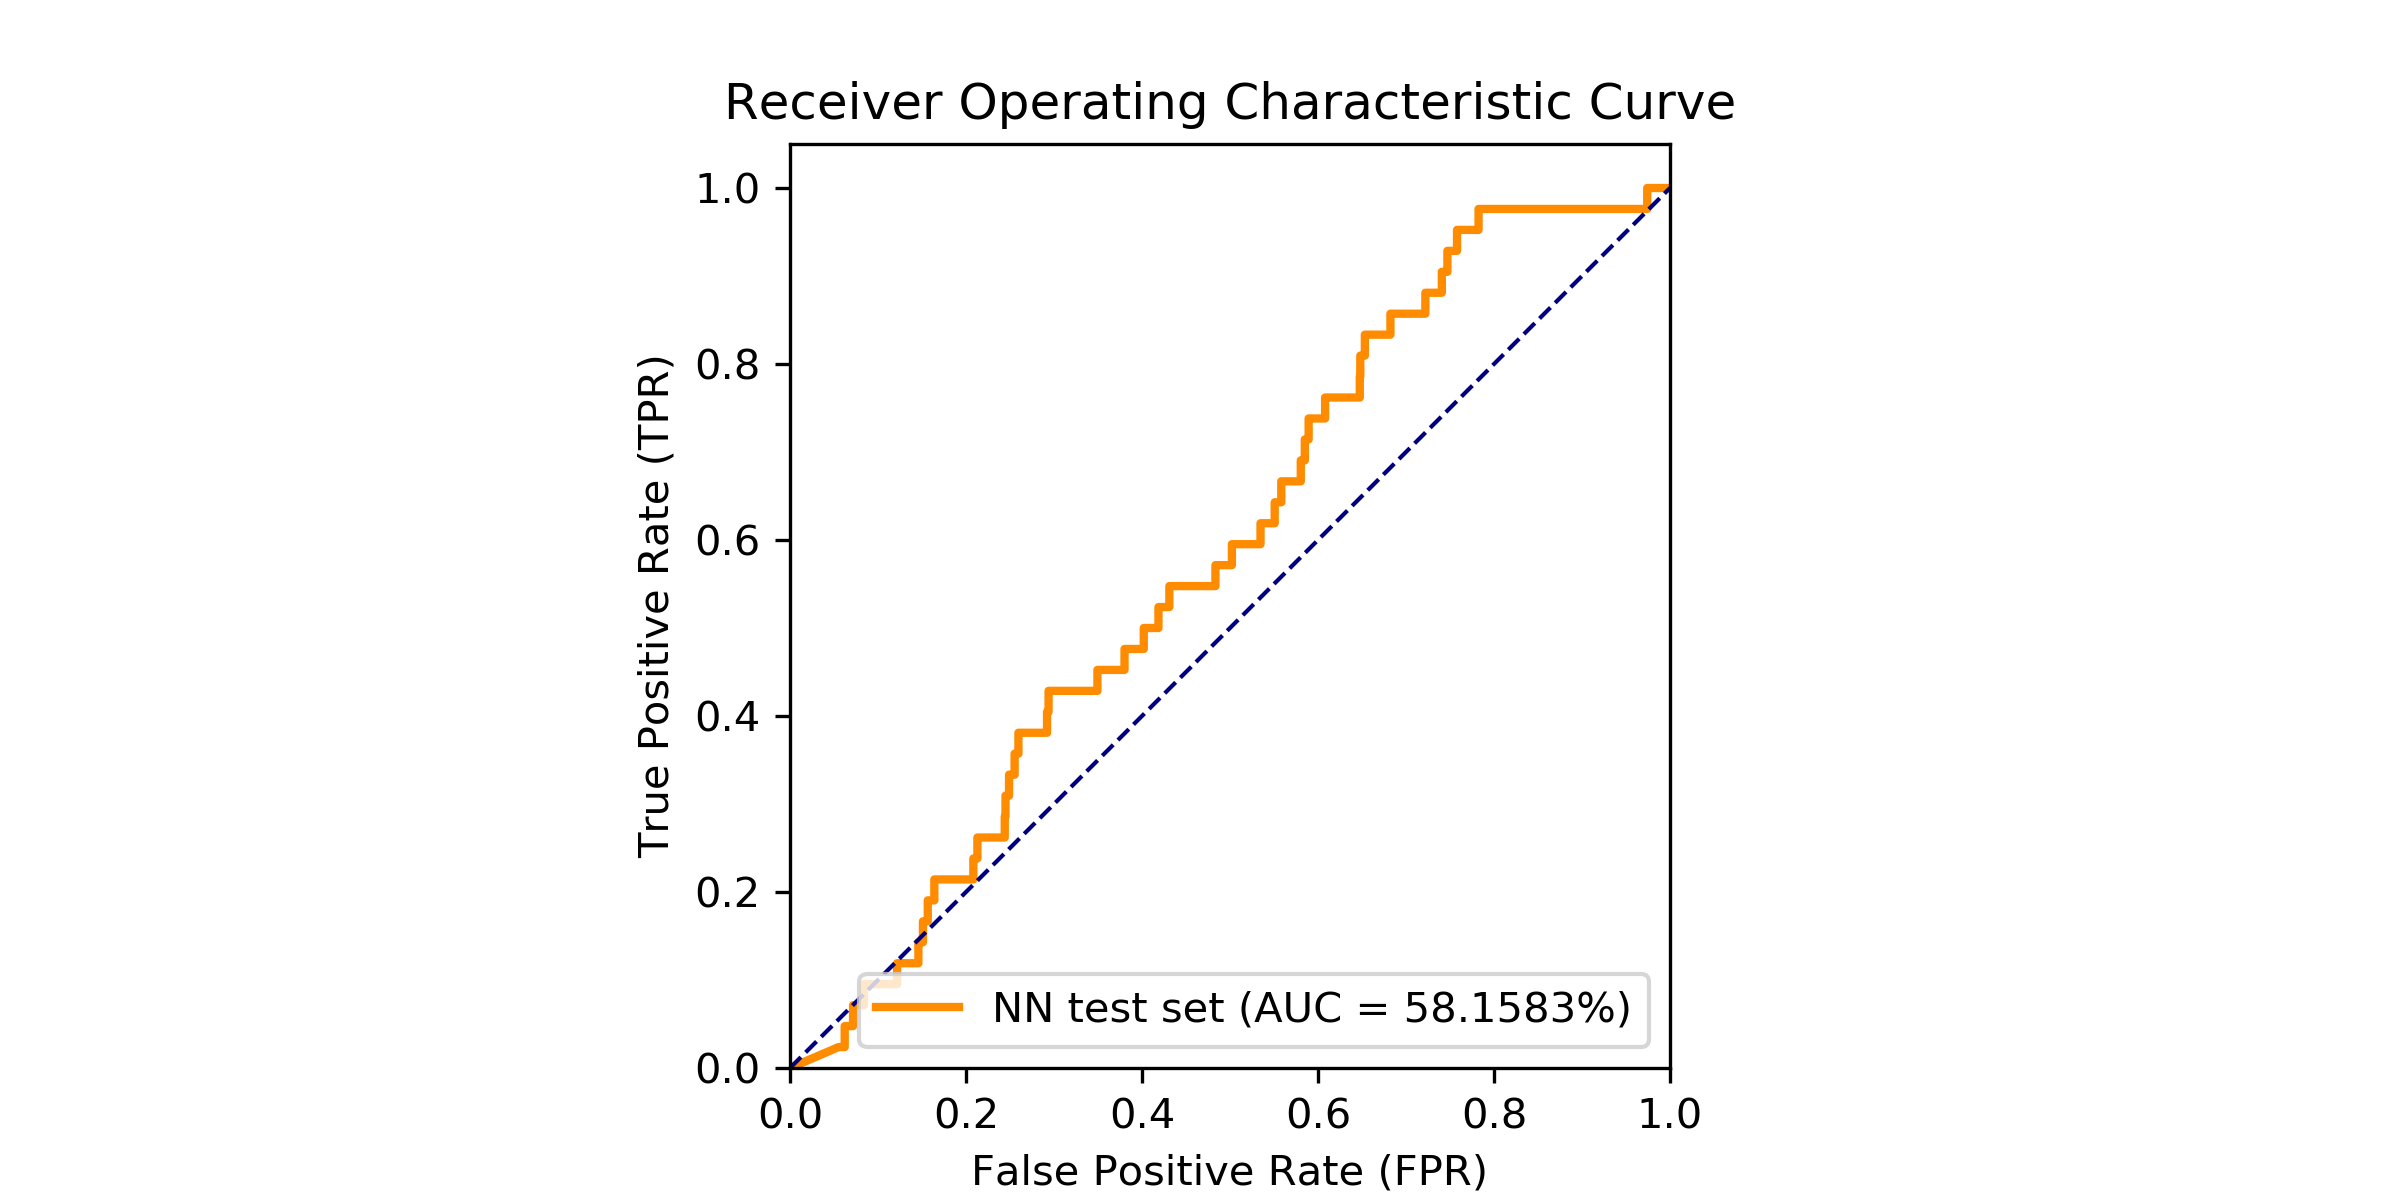 Receiver Operating Characteristic Curve
1.0
0.8
0.6
0.4
0.2
0.0
True Positive Rate (TPR)
NN test set (AUC = 58.1583%)
0.0 0.2 0.4 0.6 0.8 1.0
False Positive Rate (FPR)